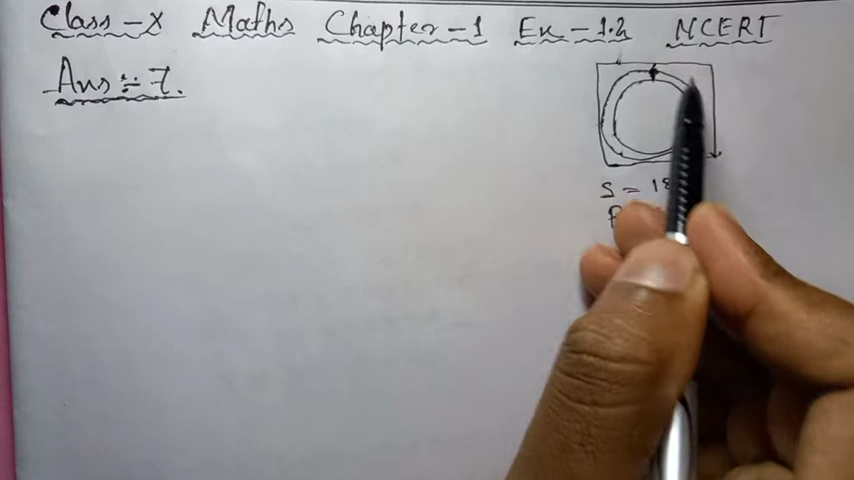 Class - X Maths Chapter - 1 Ex - 1.2 NCERT
Ans :- 7.
S =